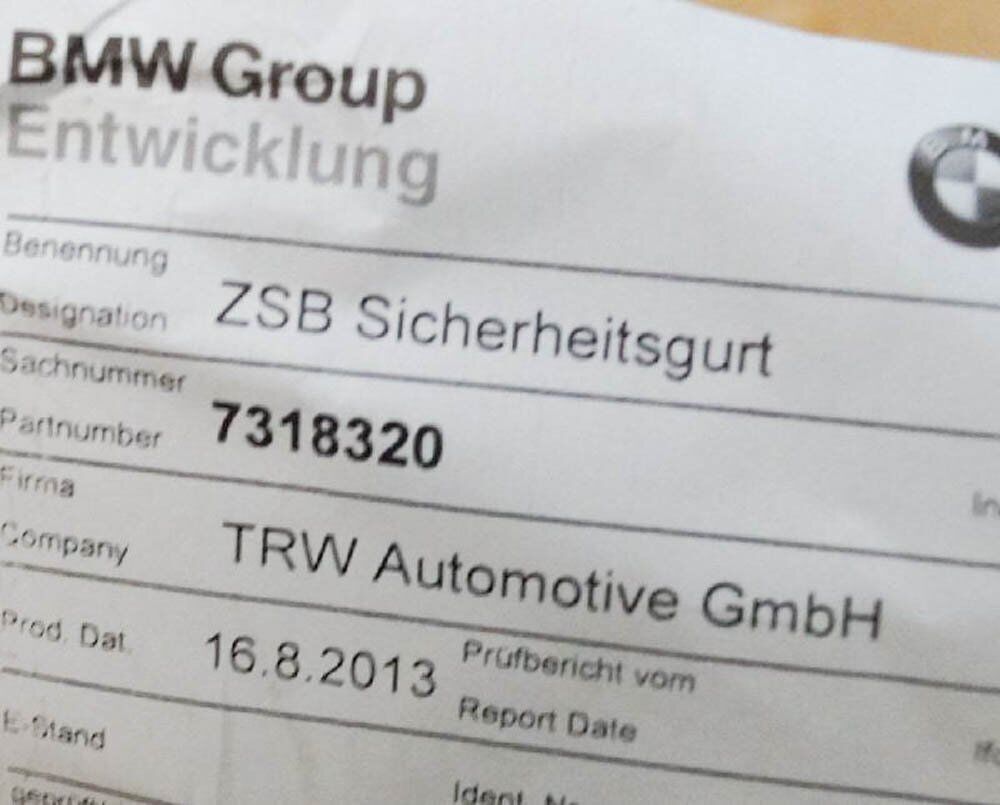 BMW Group
Entwicklung
Benennung
Designation
ZSB Sicherheitsgurt
Sachnummer
Partnumber
7318320
Firma
Company
TRW Automotive GmbH
Prod. Dat.
16.8.2013
Prüfbericht vom
Report Date
E-Stand
Ident.